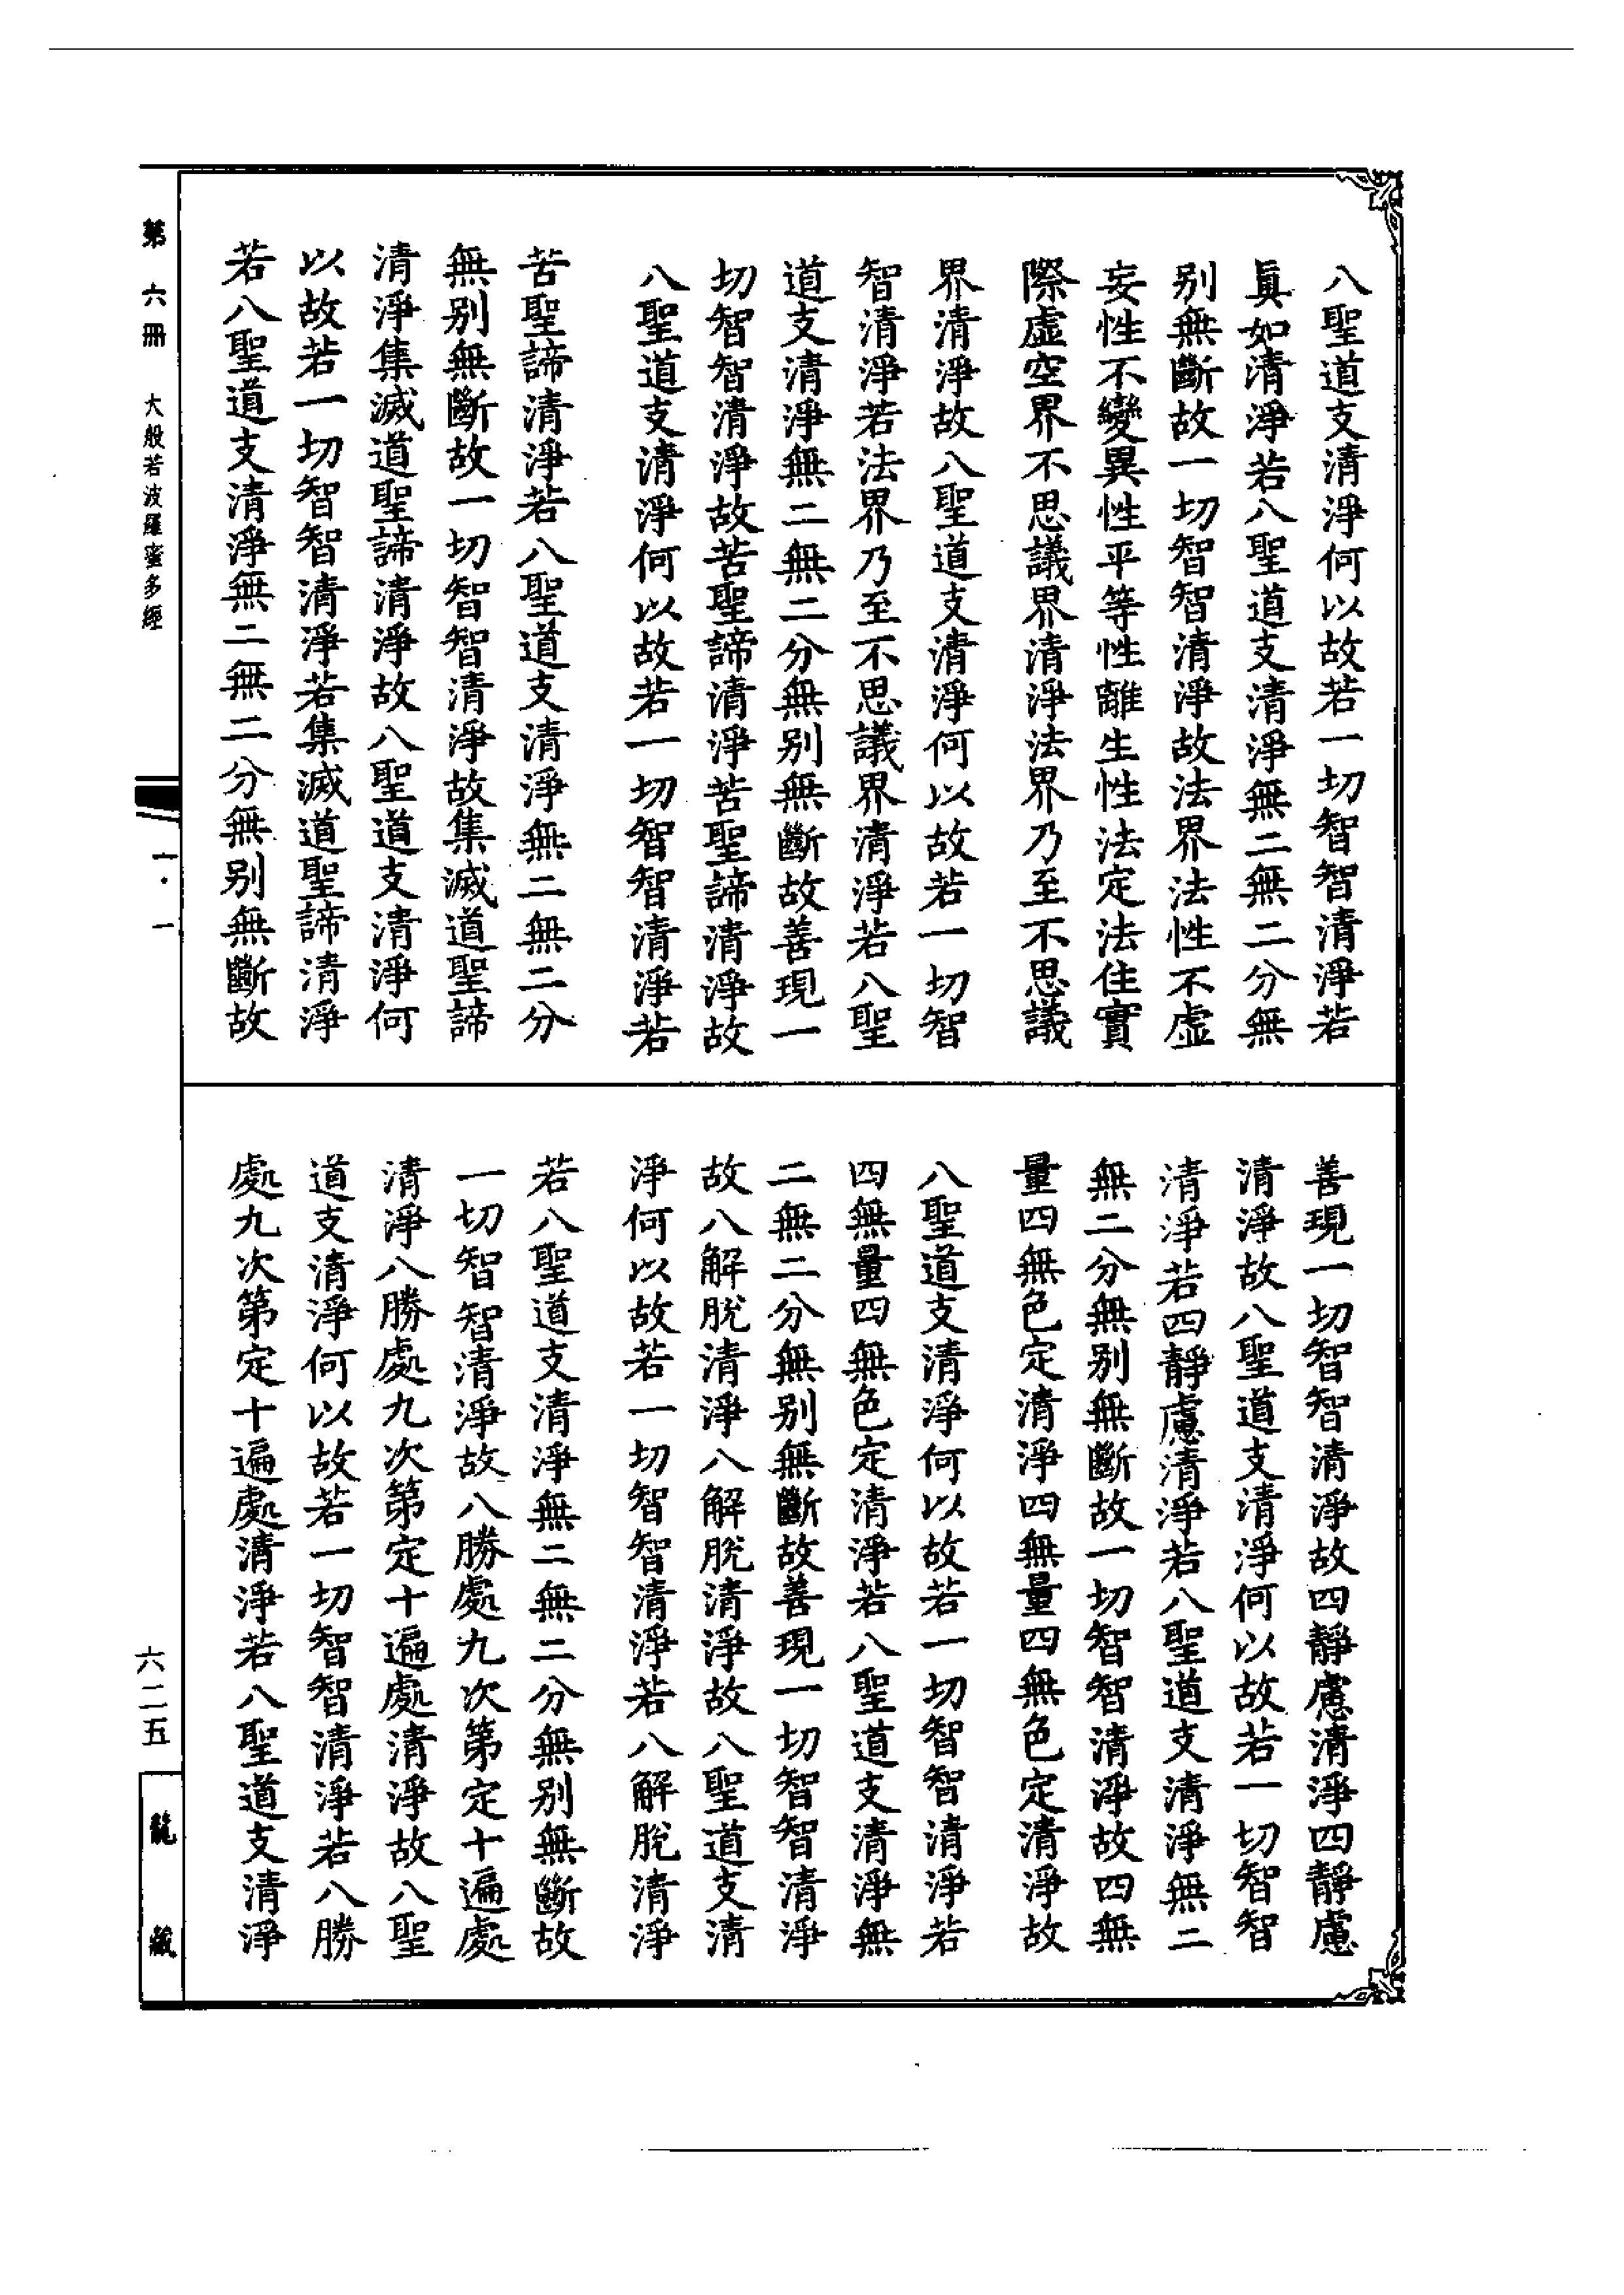 八聖道支清淨何以故若一切智智清淨若
眞如清淨若八聖道支清淨無二無二分無
别無斷故一切智智清淨故法界法性不虛
妄性不變異性平等性離生性法定法住實
際虛空界不思議界清淨法界乃至不思議
界清淨故八聖道支清淨何以故若一切智
智清淨若法界乃至不思議界清淨若八聖
道支清淨無二無二分無别無斷故善現一
切智智清淨故苦聖諦清淨苦聖諦清淨故
八聖道支清淨何以故若一切智智清淨若
苦聖諦清淨若八聖道支清淨無二無二分
無别無斷故一切智智清淨故集滅道聖諦
清淨集滅道聖諦清淨故八聖道支清淨何
以故若一切智智清淨若集滅道聖諦清淨
若八聖道支清淨無二無二分無别無斷故
善現一切智智清淨故四靜慮清淨四靜慮
清淨故八聖道支清淨何以故若一切智智
清淨若四靜慮清淨若八聖道支清淨無二
無二分無别無斷故一切智智清淨故四無
量四無色定清淨四無量四無色定清淨故
八聖道支清淨何以故若一切智智清淨若
四無量四無色定清淨若八聖道支清淨無
二無二分無别無斷故善現一切智智清淨
故八解脫清淨八解脫清淨故八聖道支清
淨何以故若一切智智清淨若八解脫清淨
若八聖道支清淨無二無二分無别無斷故
一切智智清淨故八勝處九次第定十遍處
清淨八勝處九次第定十遍處清淨故八聖
道支清淨何以故若一切智智清淨若八勝
處九次第定十遍處清淨若八聖道支清淨
第六冊 大般若波羅蜜多經
一·一
六二五
龍藏